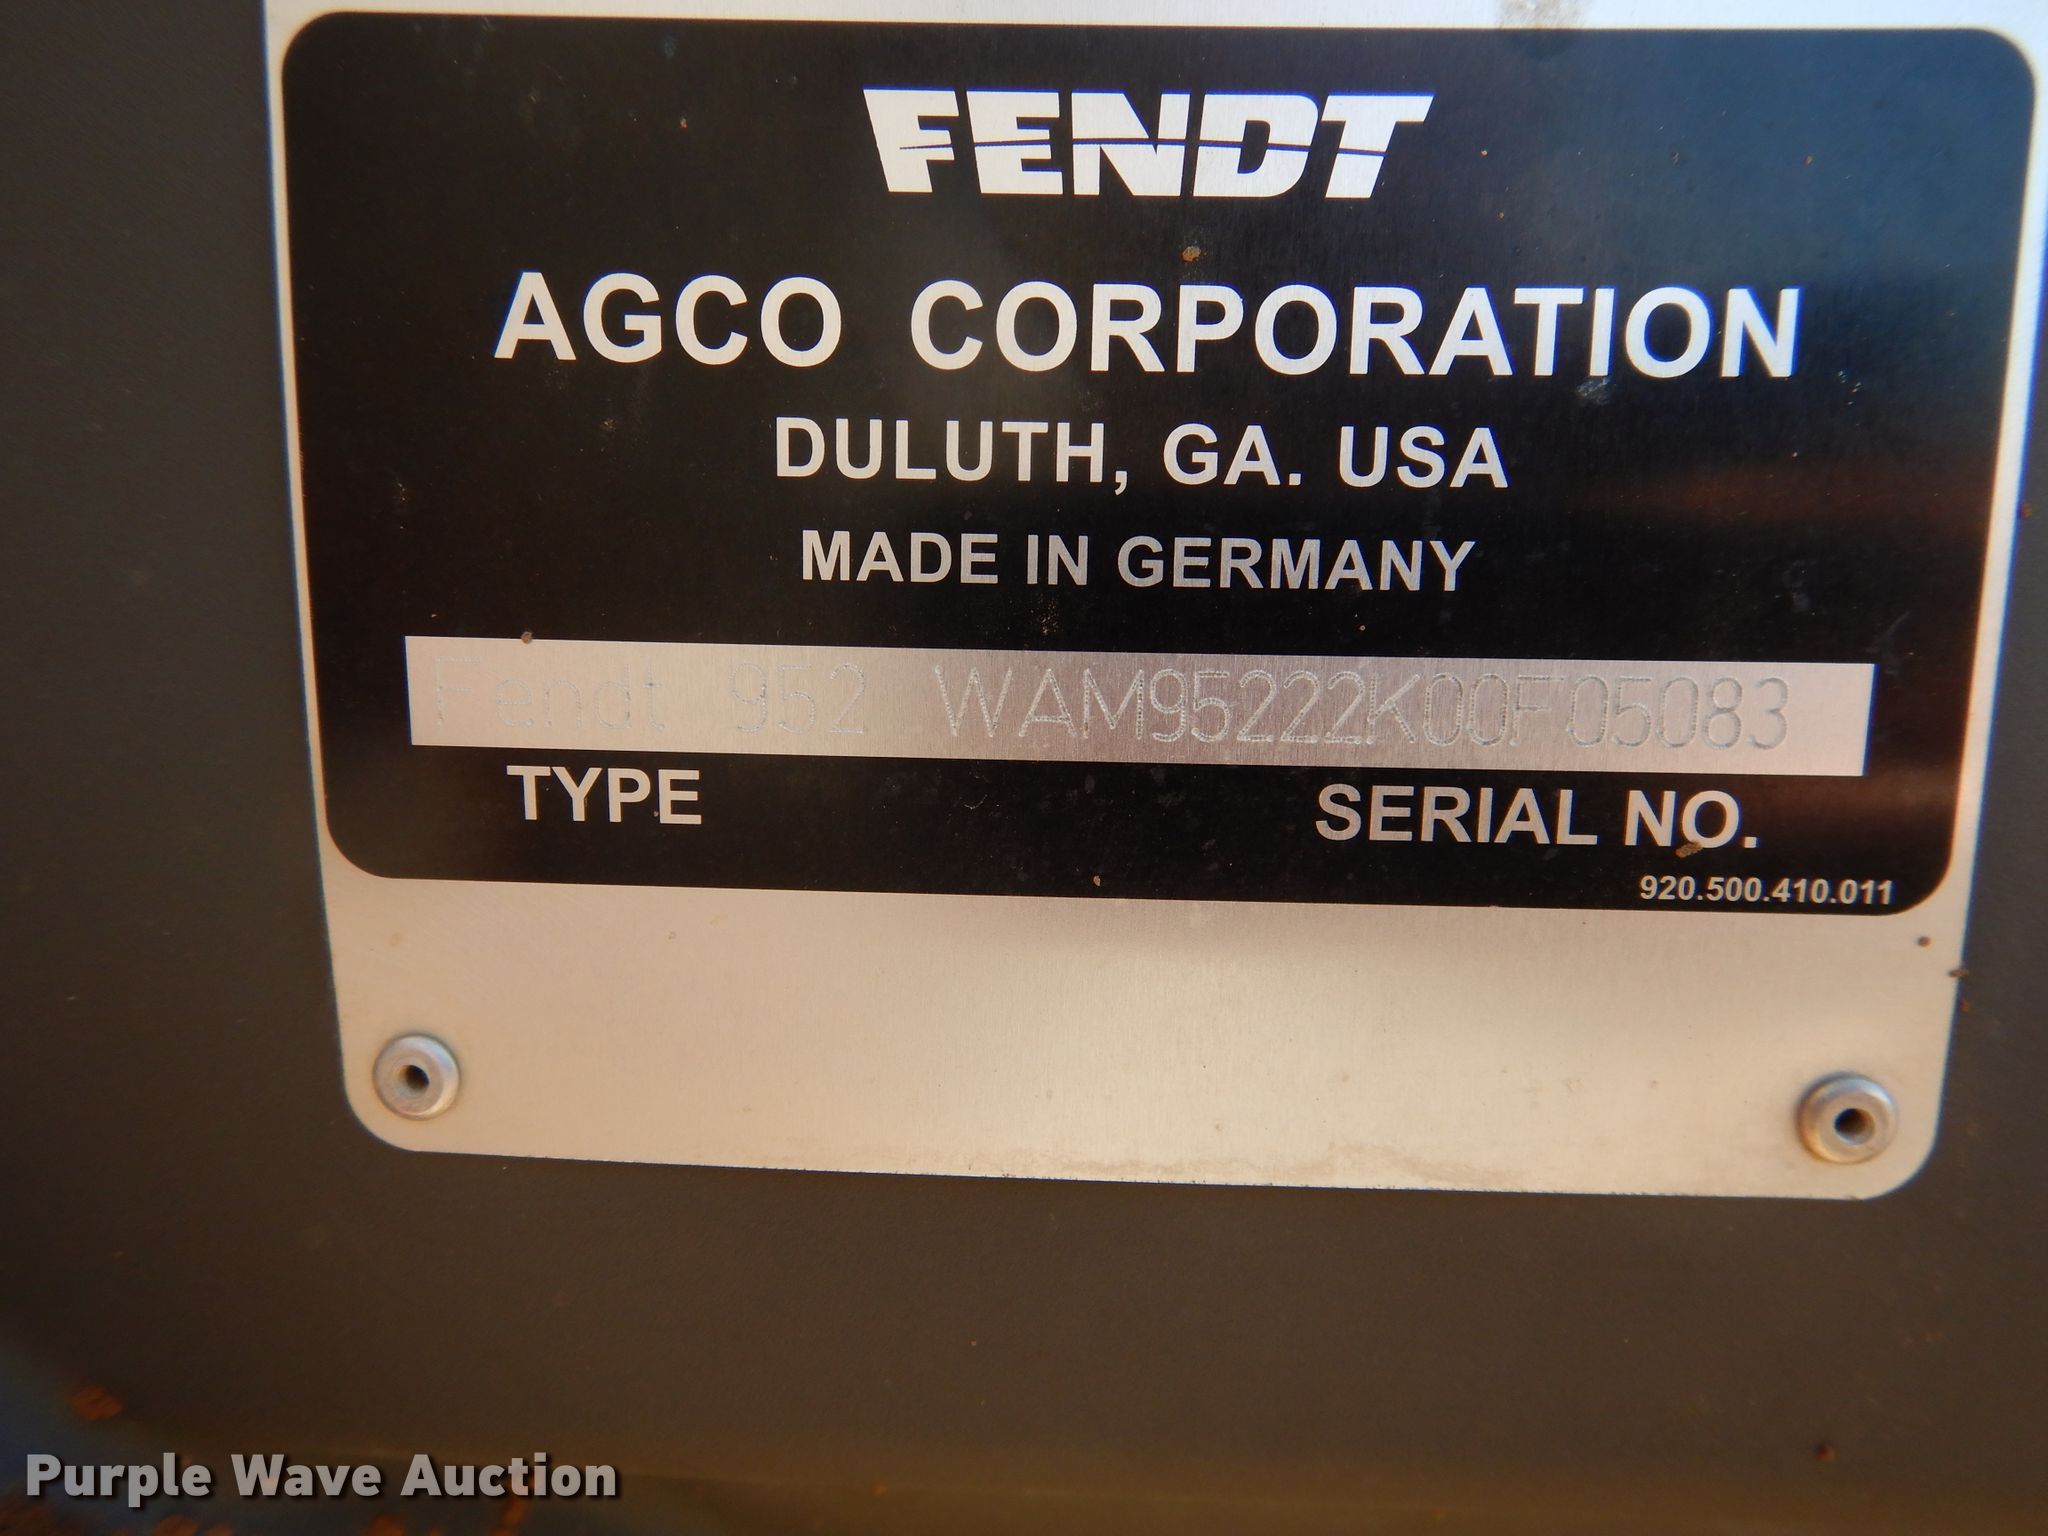 FENDT
AGCO CORPORATION
DULUTH, GA. USA
MADE IN GERMANY
Fendt 952 WAM95222K00F05083
TYPE SERIAL NO.
920.500.410.011
Purple Wave Auction